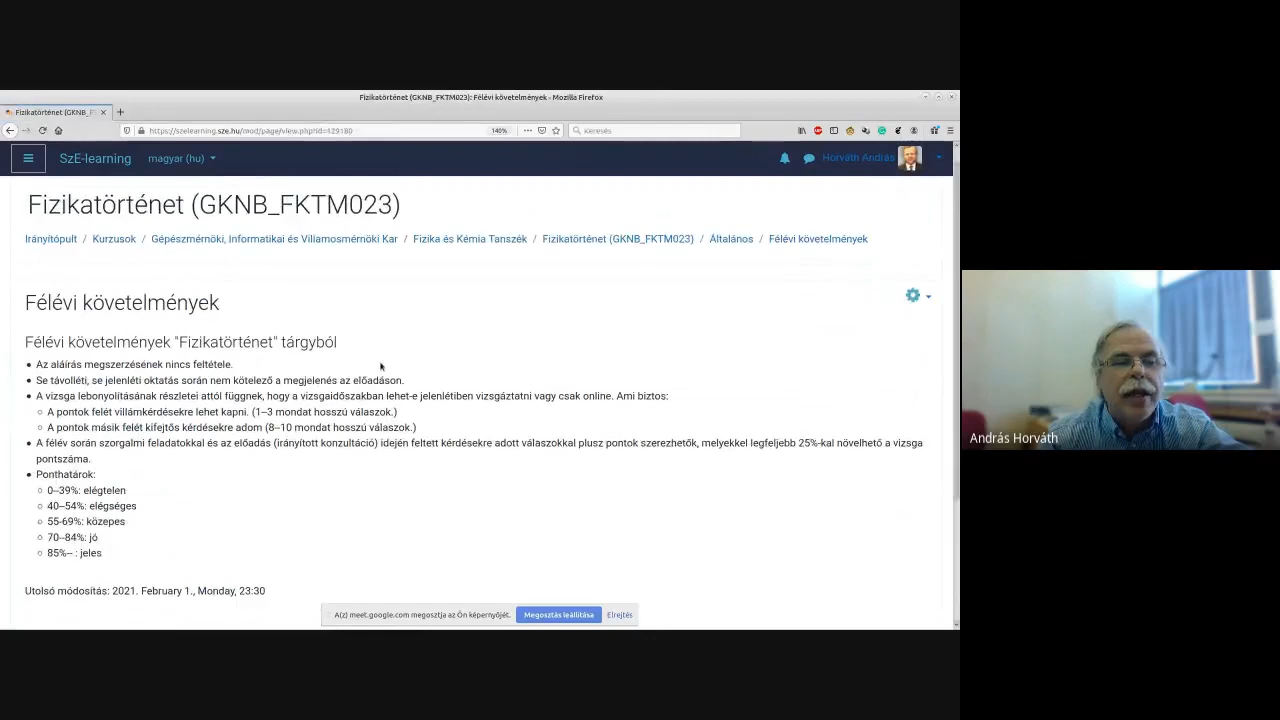 Fizikatörténet (GKNB_FKTM023): Félévi követelmények - Mozilla Firefox
Fizikatörténet (GKNB_F
https://szelearning.sze.hu/mod/page/view.php?id=129180
140%
Keresés
SzE-learning
magyar (hu)
Horváth András
Fizikatörténet (GKNB_FKTM023)
Irányítópult / Kurzusok / Gépészmérnöki, Informatikai és Villamosmérnöki Kar / Fizika és Kémia Tanszék / Fizikatörténet (GKNB_FKTM023) / Általános / Félévi követelmények
Félévi követelmények
Félévi követelmények "Fizikatörténet" tárgyból
Az aláírás megszerzésének nincs feltétele.
Se távolléti, se jelenléti oktatás során nem kötelező a megjelenés az előadáson.
A vizsga lebonyolításának részletei attól függnek, hogy a vizsgaidőszakban lehet-e jelenlétiben vizsgáztatni vagy csak online. Ami biztos:
A pontok felét villámkérdésekre lehet kapni. (1--3 mondat hosszú válaszok.)
A pontok másik felét kifejtős kérdésekre adom (8--10 mondat hosszú válaszok.)
A félév során szorgalmi feladatokkal és az előadás (irányított konzultáció) idején feltett kérdésekre adott válaszokkal plusz pontok szerezhetők, melyekkel legfeljebb 25%-kal növelhető a vizsga
pontszáma.
Ponthatárok:
0--39%: elégtelen
40--54%: elégséges
55-69%: közepes
70--84%: jó
85%-- : jeles
Utolsó módosítás: 2021. February 1., Monday, 23:30
A(z) meet.google.com megosztja az Ön képernyőjét.
Megosztás leállítása
Elrejtés
András Horváth